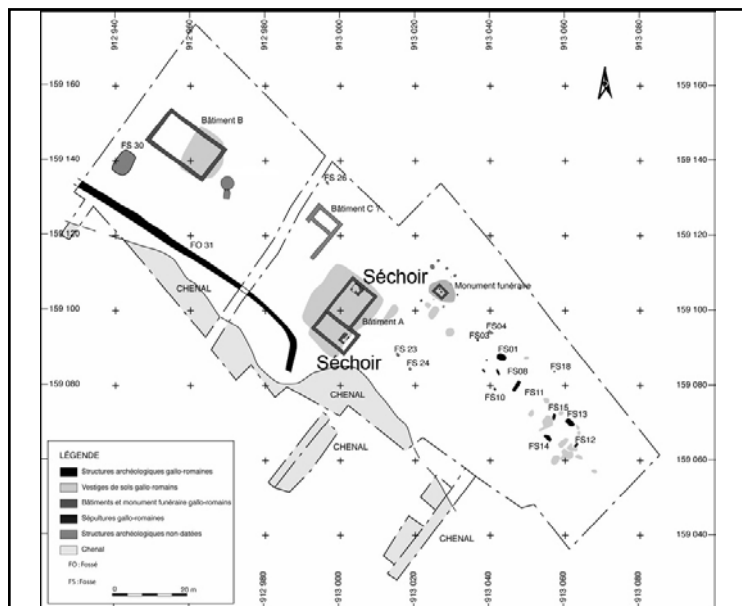 912 940
912 960
912 980
913 000
913 020
913 040
913 060
913 080
159 160
159 160
Bâtiment B
FS 30
159 140
159 140
FS 26
Bâtiment C ?
FO 31
159 120
159 120
CHENAL
Séchoir
Monument funéraire
159 100
159 100
Bâtiment A
FS03
FS04
Séchoir
FS 23
FS01
FS 24
FS08
FS18
159 080
159 080
FS10
FS11
CHENAL
FS15
FS13
FS14
FS12
CHENAL
159 060
LÉGENDE
Structures archéologiques gallo-romaines
Vestiges de sols gallo-romains
Bâtiments et monument funéraire gallo-romains
Sépultures gallo-romaines
Structures archéologiques non-datées
Chenal
FO : Fossé
FS : Fosse
0 20 m
CHENAL
159 040
912 980
913 000
913 020
913 040
913 060
913 080